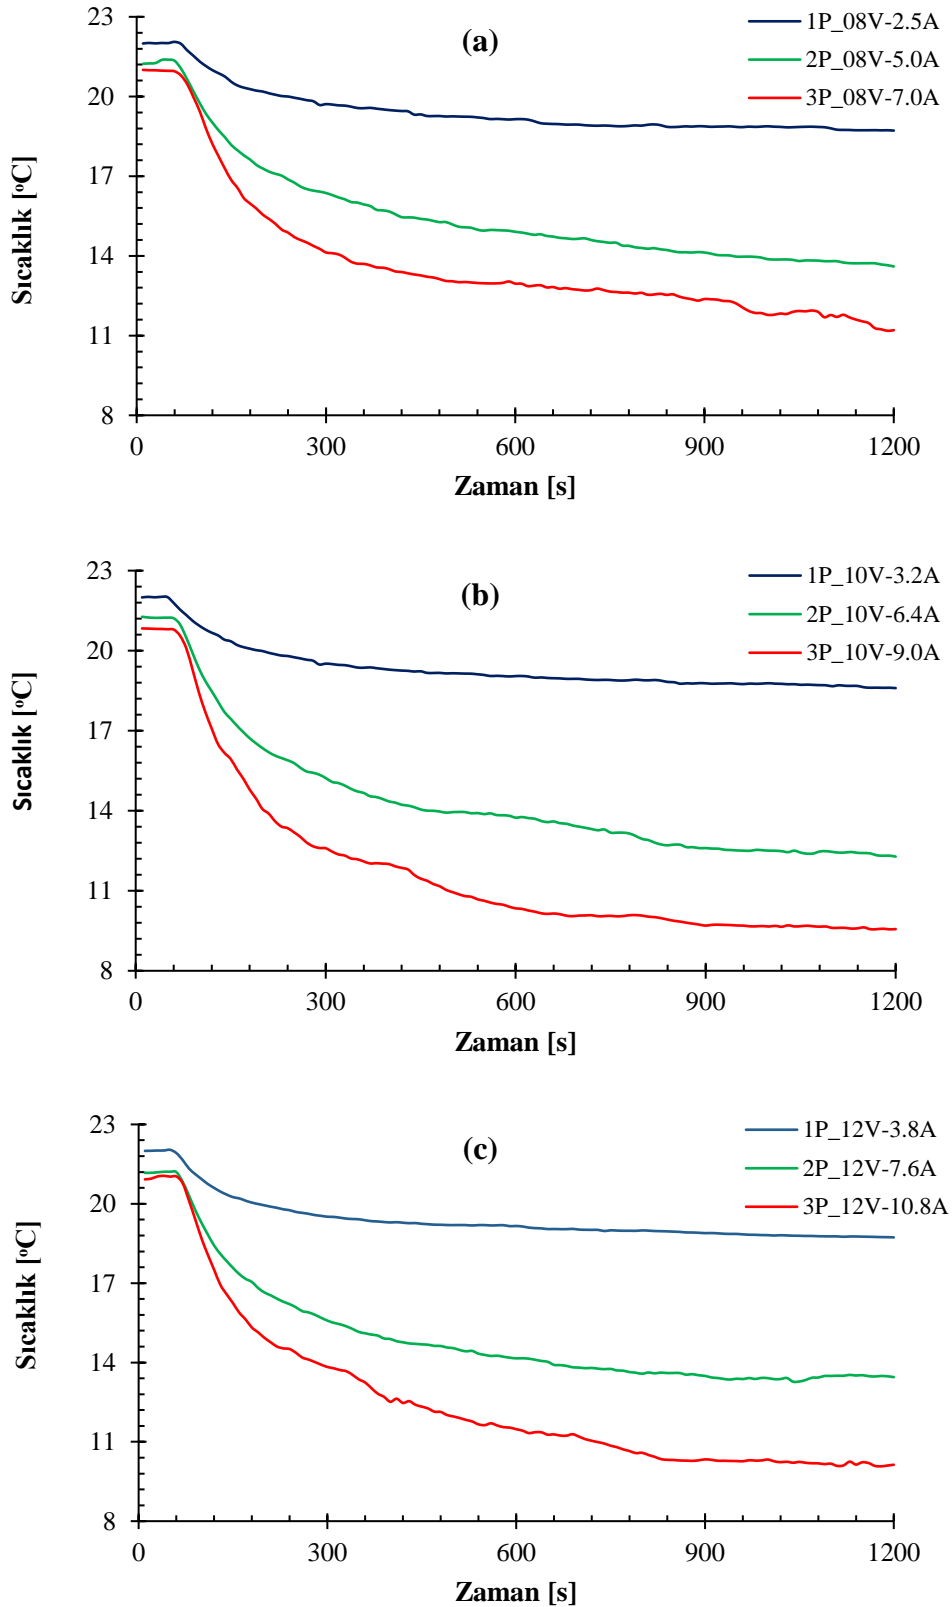 23
20
17
14
11
8
Sıcaklık [ºC]
(a)
1P_08V-2.5A
2P_08V-5.0A
3P_08V-7.0A
0 300 600 900 1200
Zaman [s]
23
20
17
14
11
8
Sıcaklık [ºC]
(b)
1P_10V-3.2A
2P_10V-6.4A
3P_10V-9.0A
0 300 600 900 1200
Zaman [s]
23
20
17
14
11
8
Sıcaklık [ºC]
(c)
1P_12V-3.8A
2P_12V-7.6A
3P_12V-10.8A
0 300 600 900 1200
Zaman [s]